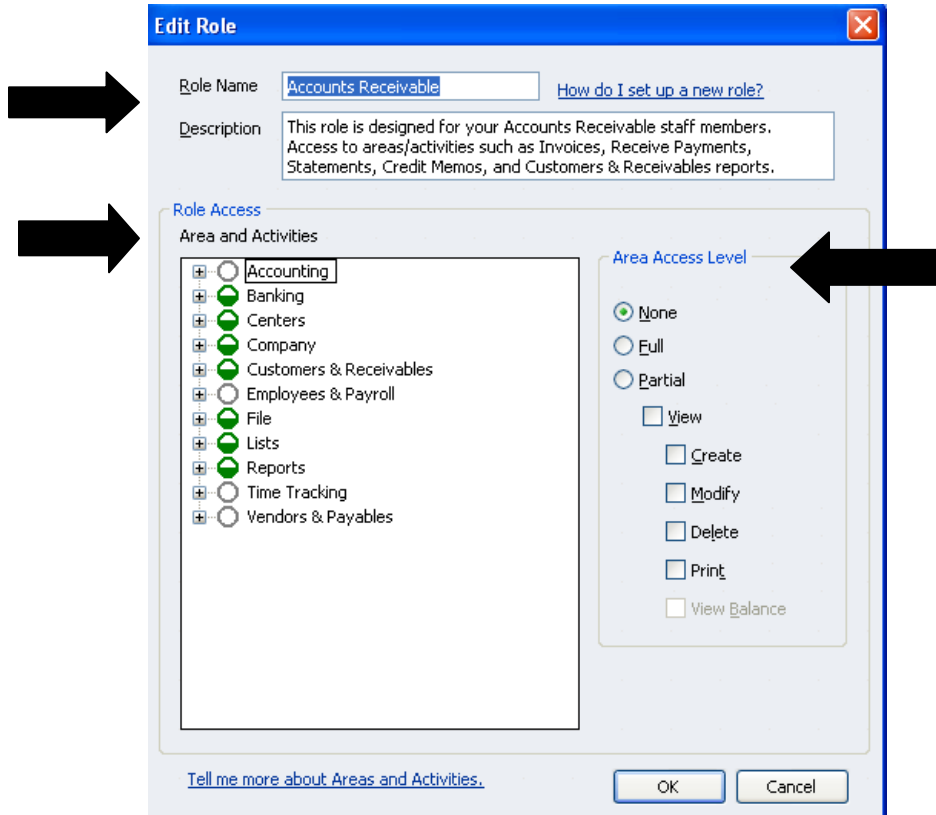 Edit Role
Role Name Accounts Receivable How do I set up a new role?
Description This role is designed for your Accounts Receivable staff members.
Access to areas/activities such as Invoices, Receive Payments,
Statements, Credit Memos, and Customers & Receivables reports.
Role Access
Area and Activities
Accounting
Banking
Centers
Company
Customers & Receivables
Employees & Payroll
File
Lists
Reports
Time Tracking
Vendors & Payables
Area Access Level
None
Full
Partial
View
Create
Modify
Delete
Print
View Balance
Tell me more about Areas and Activities.
OK Cancel